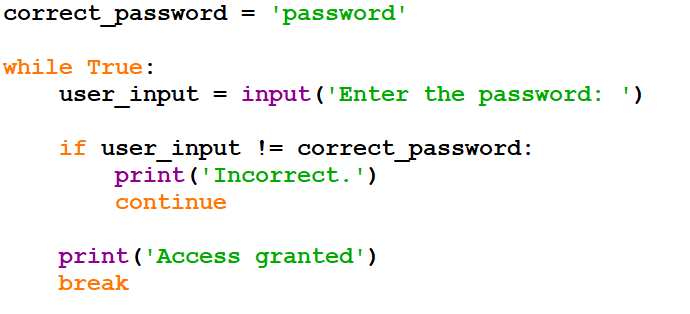 correct_password = 'password'

while True:
    user_input = input('Enter the password: ')

    if user_input != correct_password:
        print('Incorrect.')
        continue

    print('Access granted')
    break